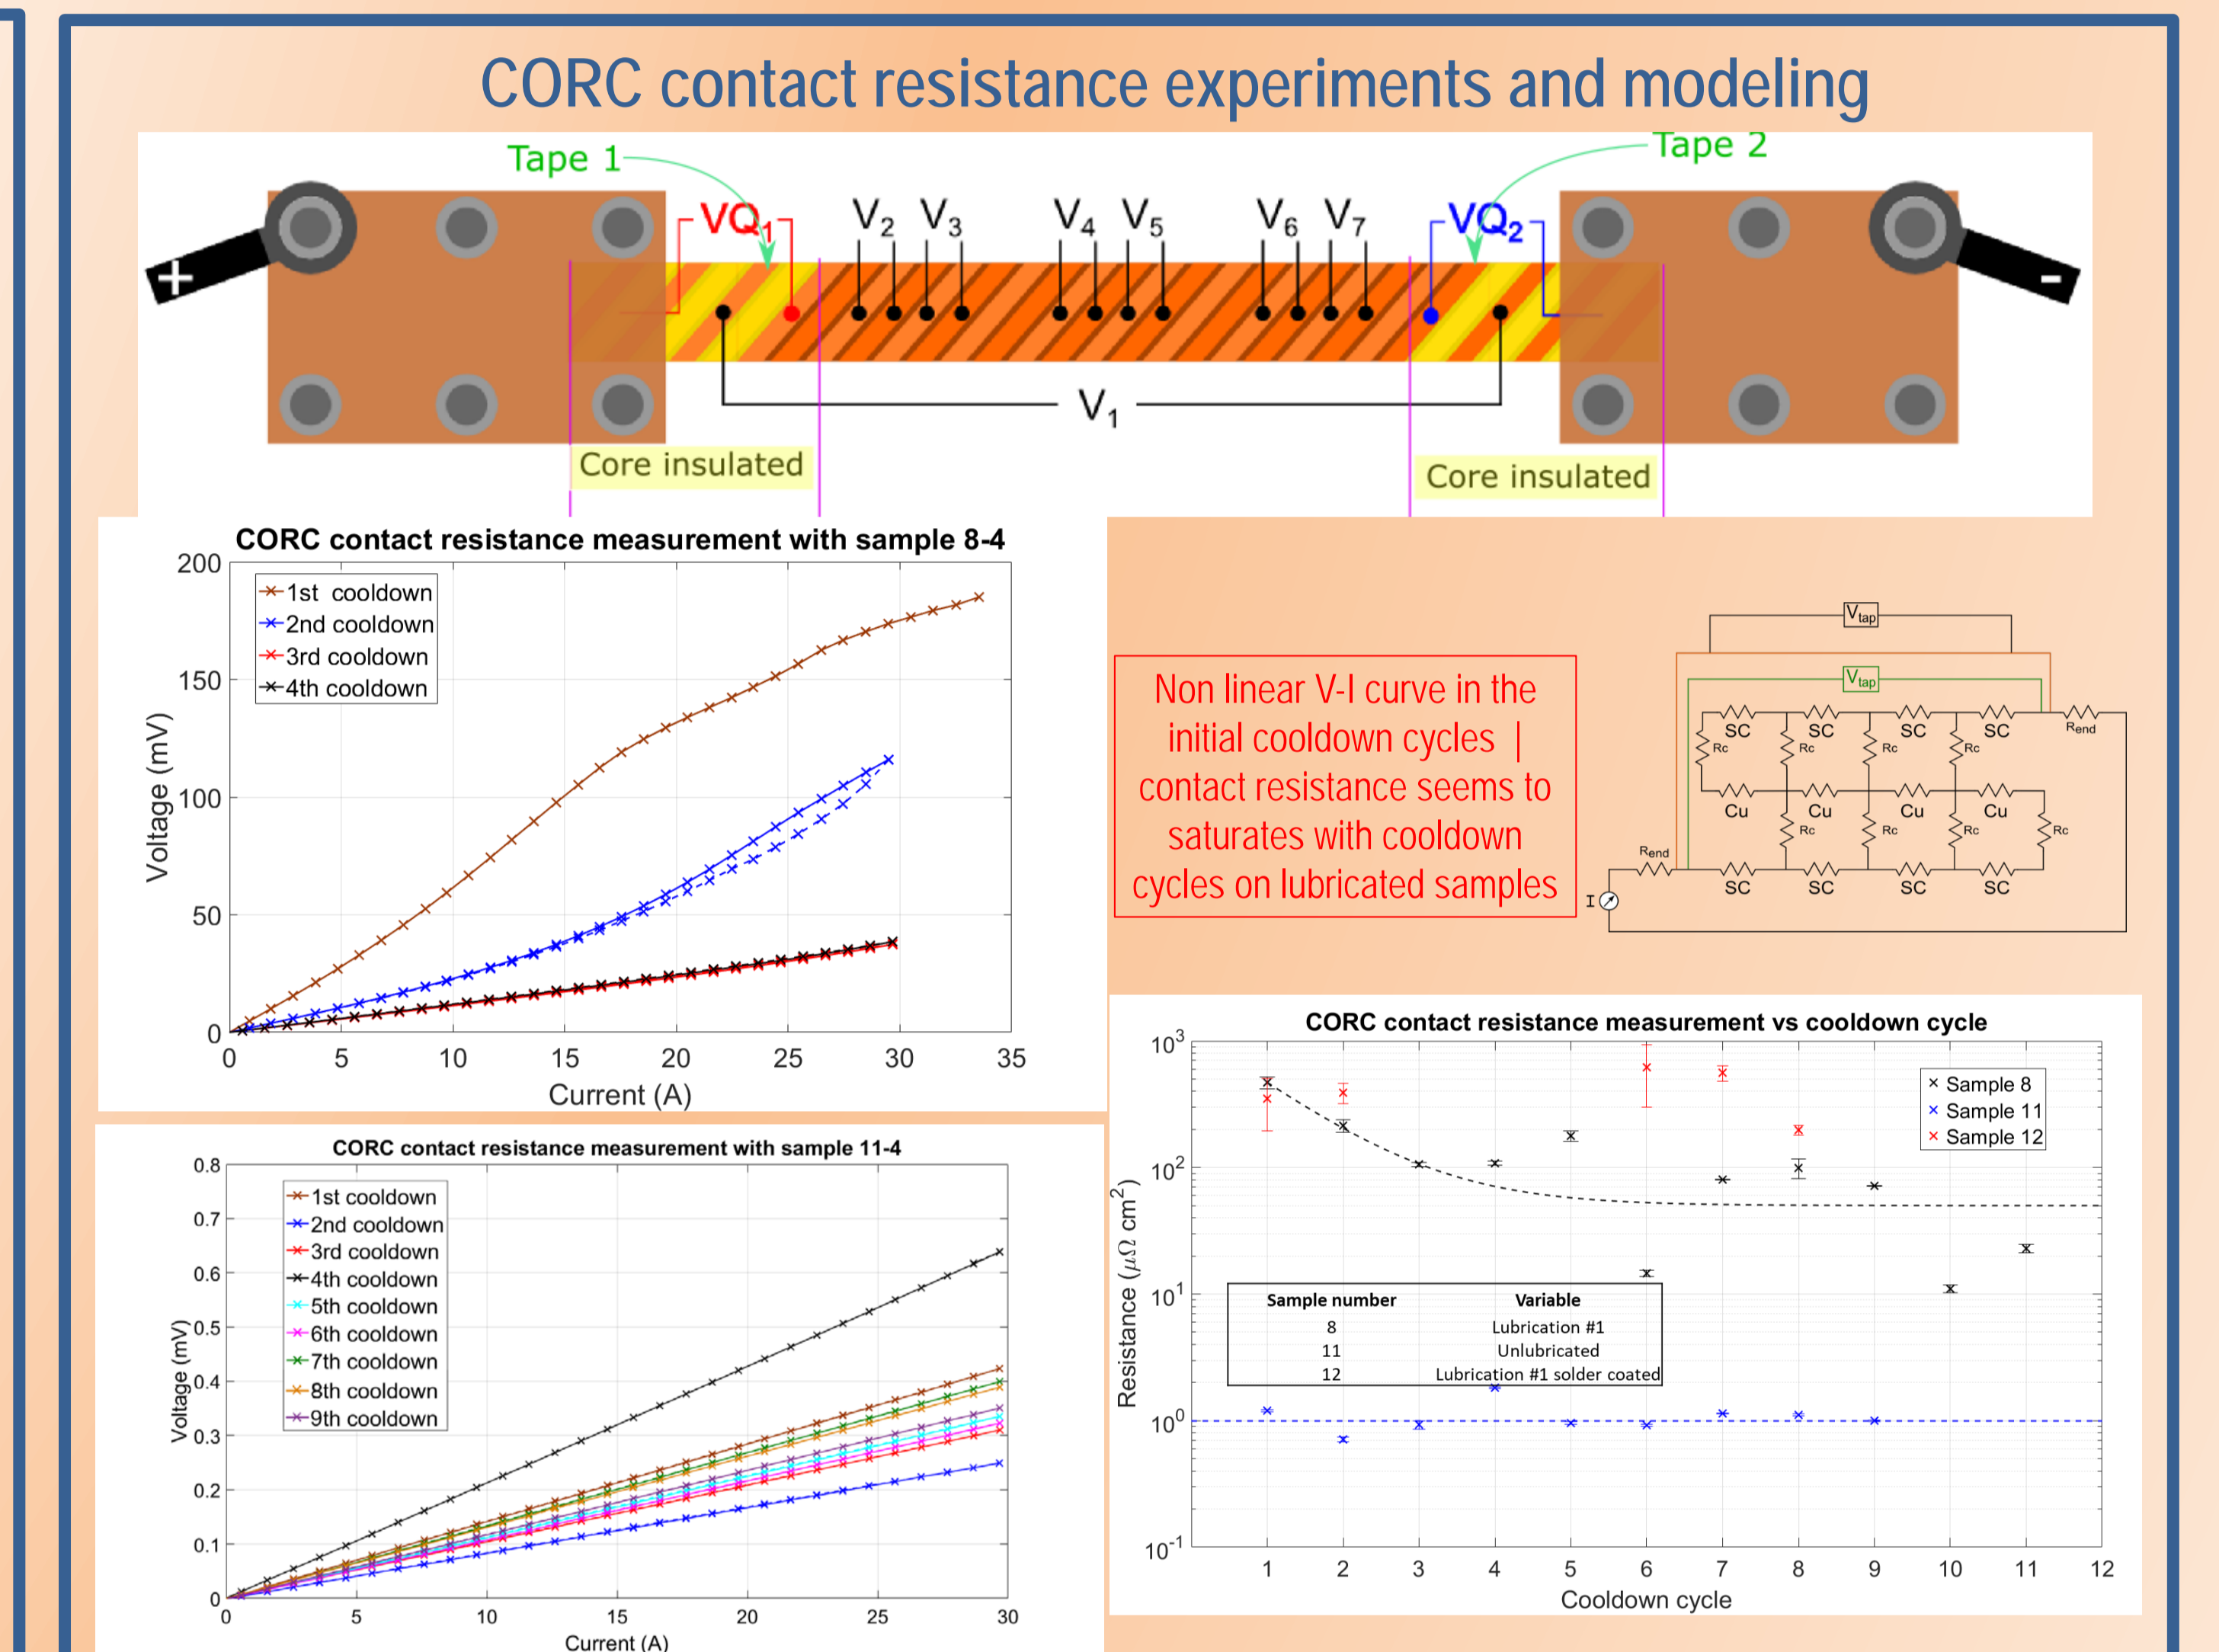 CORC contact resistance experiments and modeling
Tape 1
Tape 2
VQ1
V2 V3
V4 V5
V6 V7
VQ2
+
-
V1
Core insulated
Core insulated
CORC contact resistance measurement with sample 8-4
1st cooldown
2nd cooldown
3rd cooldown
4th cooldown
200
150
100
50
0
Voltage (mV)
0 5 10 15 20 25 30 35
Current (A)
Non linear V-I curve in the
initial cooldown cycles |
contact resistance seems to
saturates with cooldown
cycles on lubricated samples
Vtap
Vtap
SC SC SC SC Rend
Rc Rc Rc Rc
Cu Cu Cu Cu
Rc Rc Rc Rc
Rend
SC SC SC SC
I
CORC contact resistance measurement with sample 11-4
1st cooldown
2nd cooldown
3rd cooldown
4th cooldown
5th cooldown
6th cooldown
7th cooldown
8th cooldown
9th cooldown
0.8
0.7
0.6
0.5
0.4
0.3
0.2
0.1
0
Voltage (mV)
0 5 10 15 20 25 30
Current (A)
CORC contact resistance measurement vs cooldown cycle
Sample 8
Sample 11
Sample 12
10^3
10^2
10^1
10^0
10^-1
Resistance (μΩ cm²)
Sample number Variable
8 Lubrication #1
11 Unlubricated
12 Lubrication #1 solder coated
1 2 3 4 5 6 7 8 9 10 11 12
Cooldown cycle